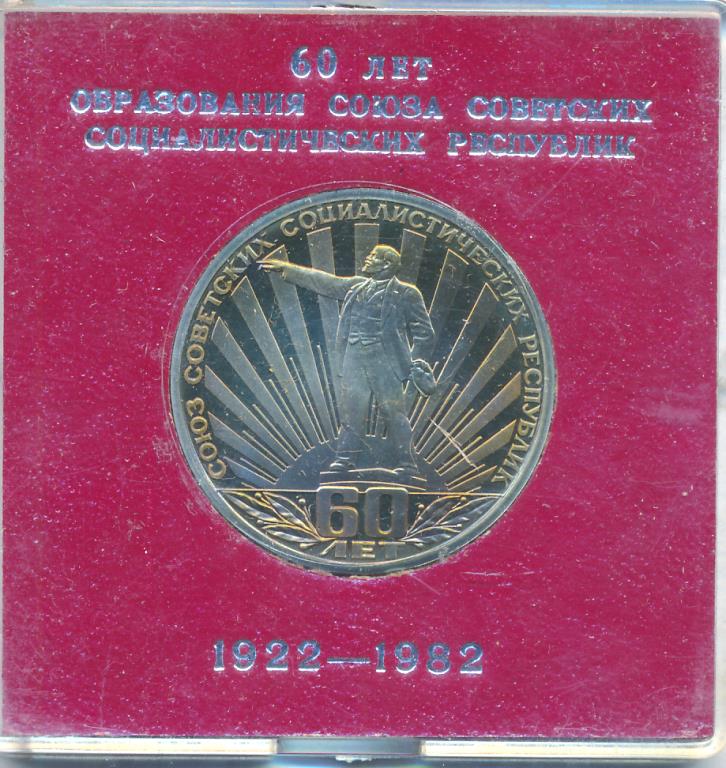 60 ЛЕТ
ОБРАЗОВАНИЯ СОЮЗА СОВЕТСКИХ
СОЦИАЛИСТИЧЕСКИХ РЕСПУБЛИК
СОЮЗ СОВЕТСКИХ СОЦИАЛИСТИЧЕСКИХ РЕСПУБЛИК
60
ЛЕТ
1922—1982